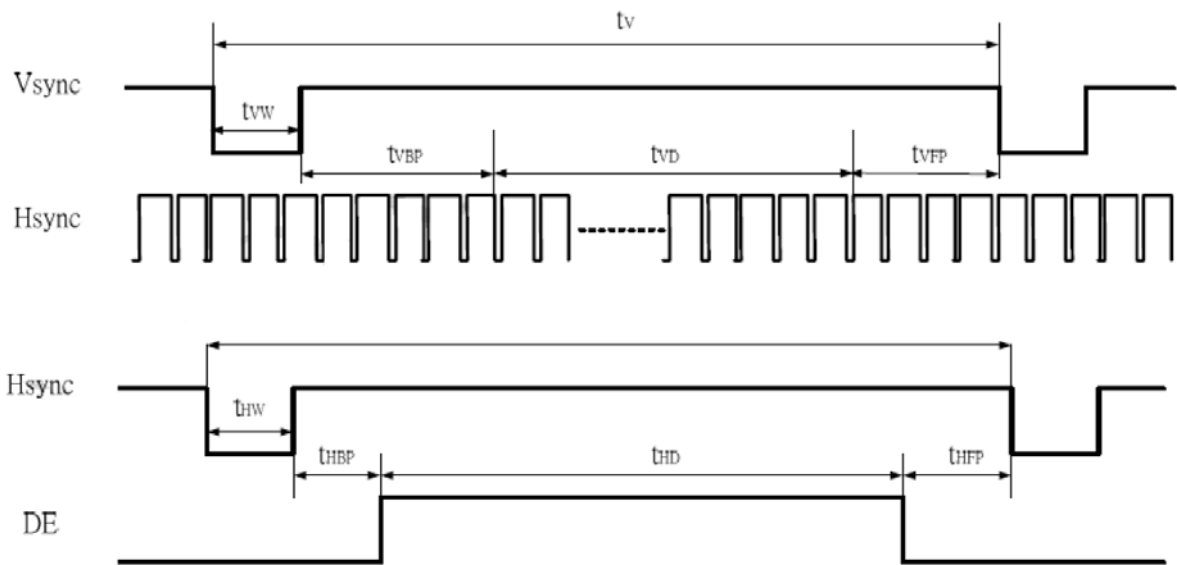 tv
Vsync
tvw
tVBP
tVD
tVFP
Hsync
Hsync
tHW
tHBP
tHD
tHFP
DE